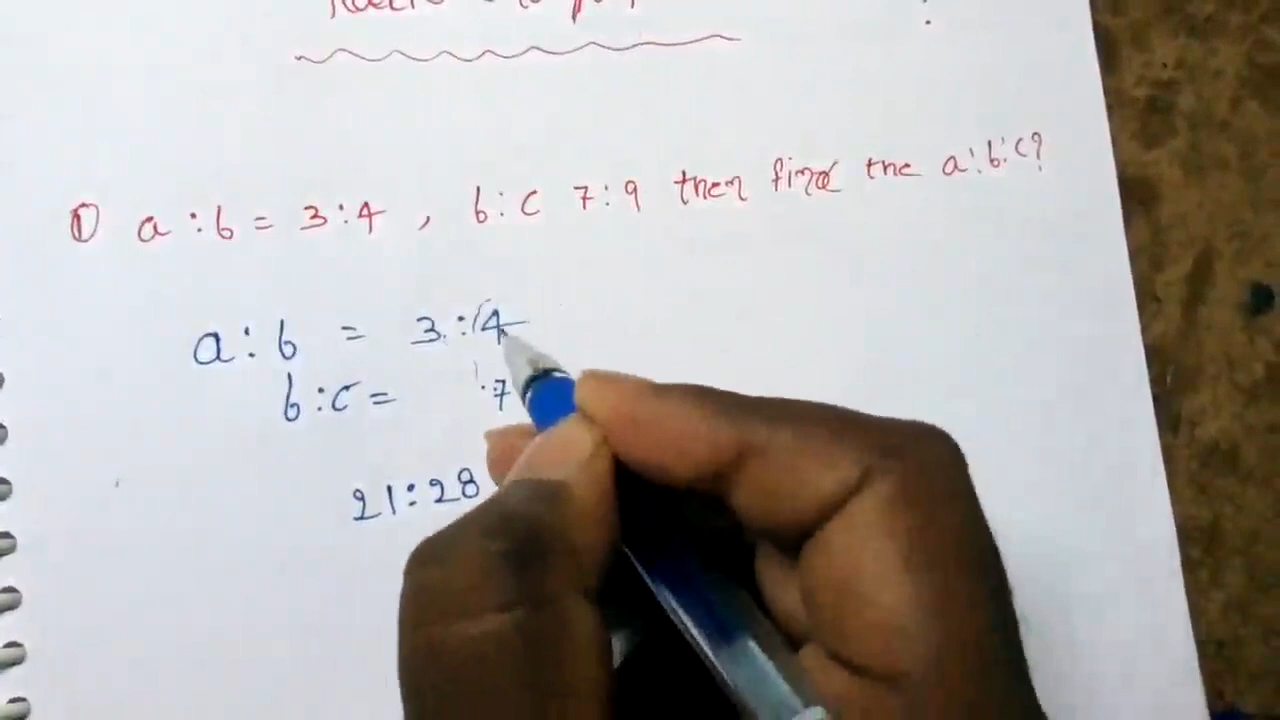 ① a:b = 3:4, b:c 7:9 then find the a:b:c?
a:b = 3:4
b:c = 7
21:28